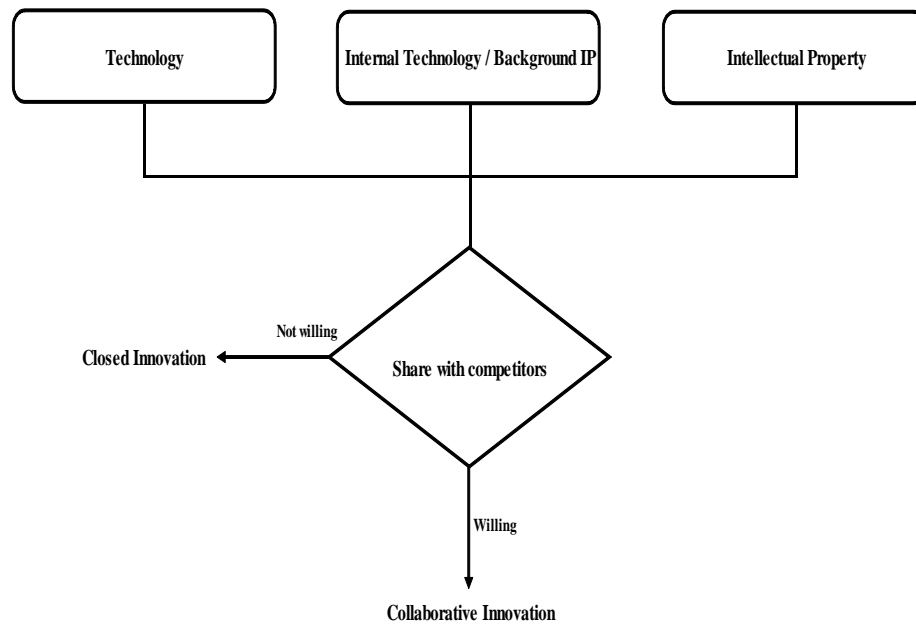 Technology
Internal Technology / Background IP
Intellectual Property
Not willing
Closed Innovation
Share with competitors
Willing
Collaborative Innovation